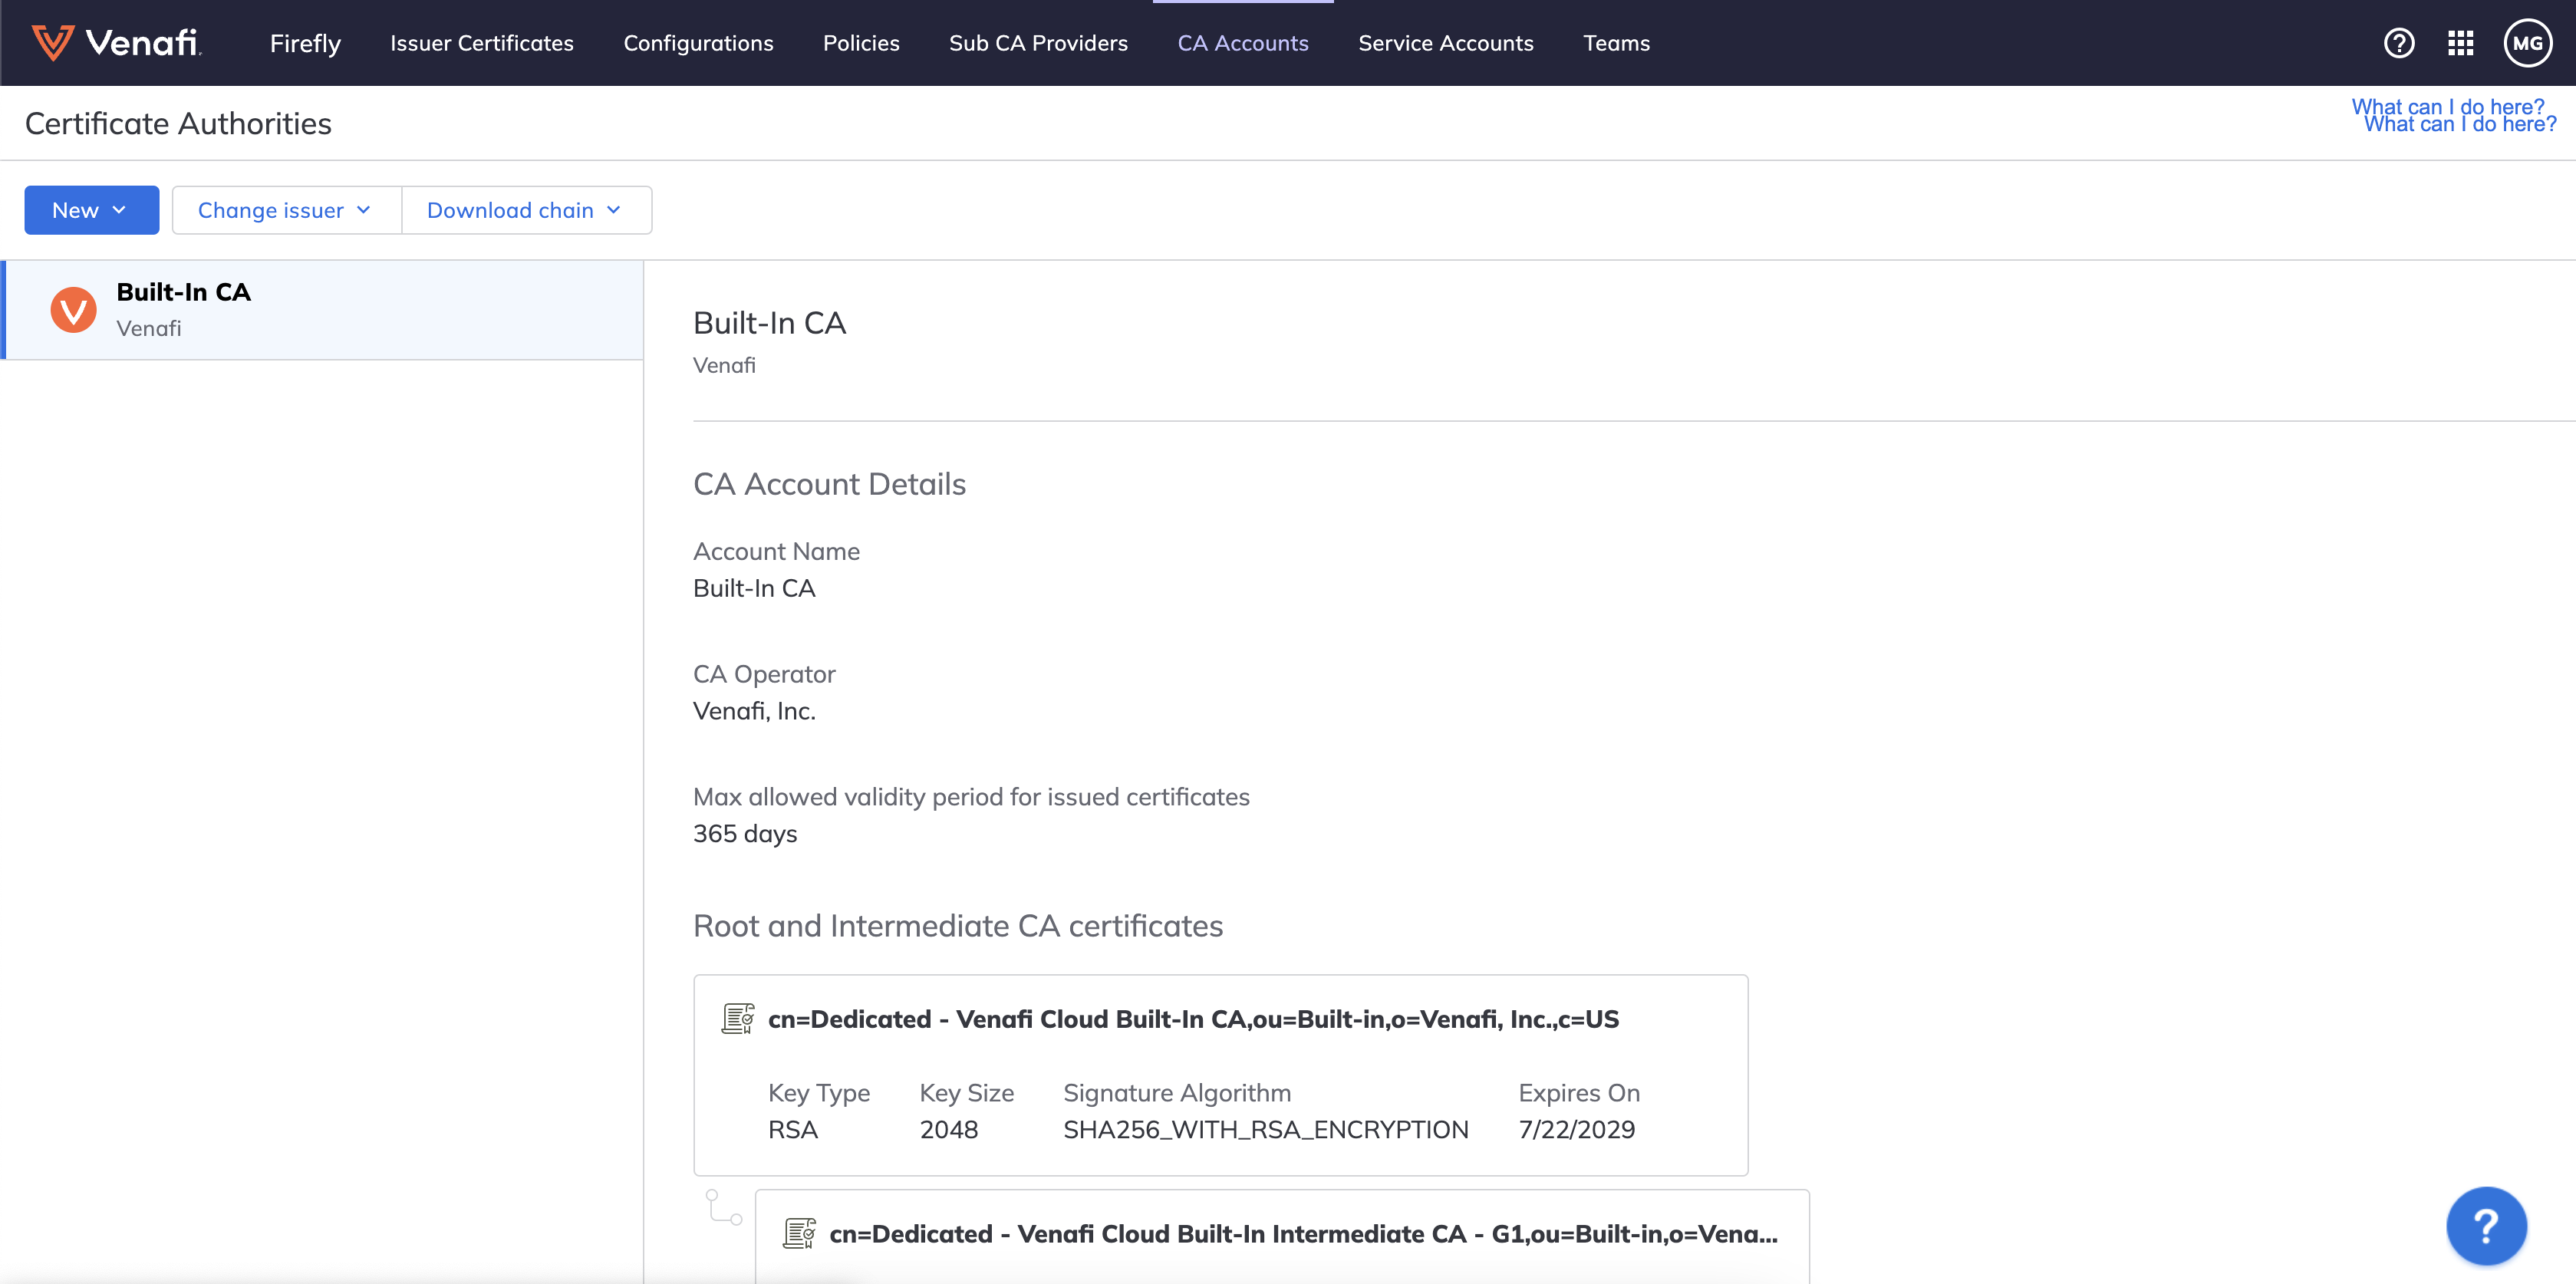 Venafi
Firefly
Issuer Certificates
Configurations
Policies
Sub CA Providers
CA Accounts
Service Accounts
Teams
?
MG
Certificate Authorities
What can I do here?
What can I do here?
New
Change issuer
Download chain
Built-In CA
Venafi
Built-In CA
Venafi
CA Account Details
Account Name
Built-In CA
CA Operator
Venafi, Inc.
Max allowed validity period for issued certificates
365 days
Root and Intermediate CA certificates
cn=Dedicated - Venafi Cloud Built-In CA,ou=Built-in,o=Venafi, Inc.,c=US
Key Type Key Size Signature Algorithm Expires On
RSA 2048 SHA256_WITH_RSA_ENCRYPTION 7/22/2029
cn=Dedicated - Venafi Cloud Built-In Intermediate CA - G1,ou=Built-in,o=Vena...
?